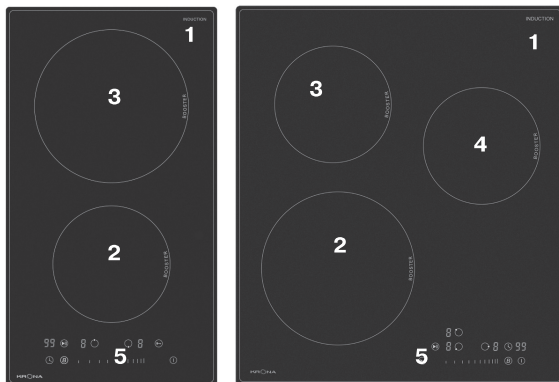 INDUCTION
1
3
BOOSTER
2
BOOSTER
99 8 8
B
5
KRONA
INDUCTION
1
3
BOOSTER
4
BOOSTER
2
BOOSTER
8
8 8 99
5
B
KRONA